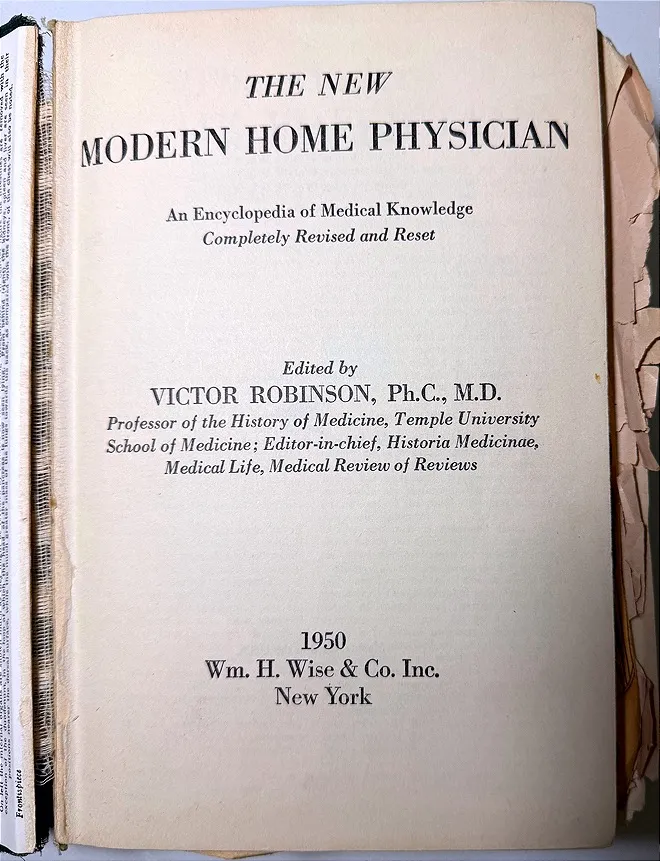 THE NEW
MODERN HOME PHYSICIAN
An Encyclopedia of Medical Knowledge
Completely Revised and Reset
Edited by
VICTOR ROBINSON, Ph.C., M.D.
Professor of the History of Medicine, Temple University
School of Medicine; Editor-in-chief, Historia Medicinae,
Medical Life, Medical Review of Reviews
1950
Wm. H. Wise & Co. Inc.
New York
Frontispiece